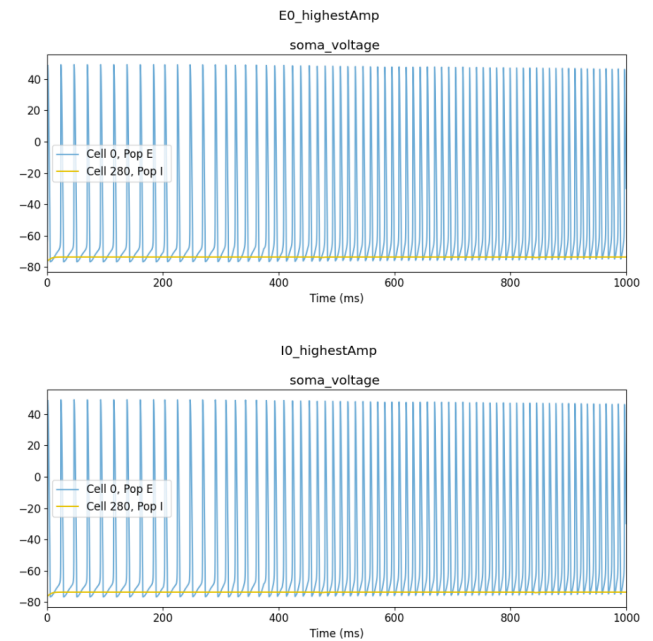 E0_highestAmp
soma_voltage
40
20
0
−20
−40
−60
−80
Cell 0, Pop E
Cell 280, Pop I
0
200
400
600
800
1000
Time (ms)
I0_highestAmp
soma_voltage
40
20
0
−20
−40
−60
−80
Cell 0, Pop E
Cell 280, Pop I
0
200
400
600
800
1000
Time (ms)